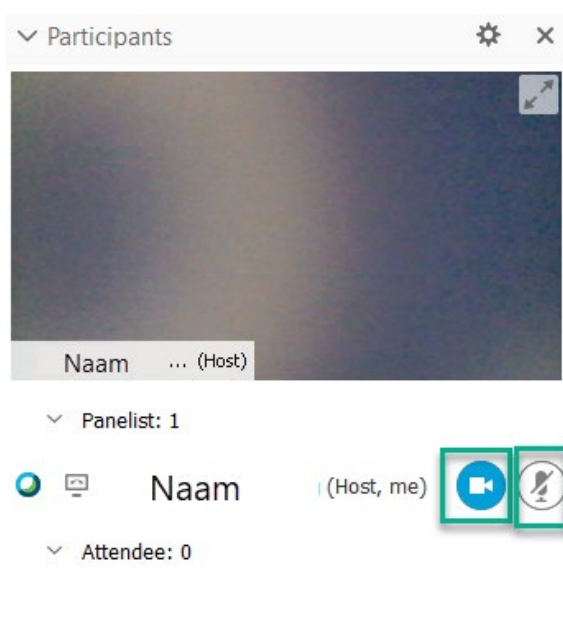 Participants
Naam ... (Host)
Panelist: 1
Naam (Host, me)
Attendee: 0